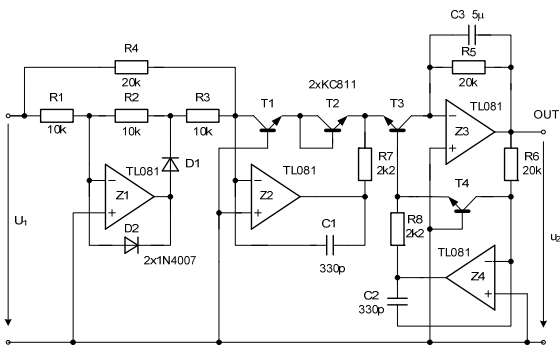 C3 5µ
R4
20k
R5
20k
2xKC811
R1
10k
R2
10k
R3
10k
T1
T2
T3
TL081
OUT
Z3
D1
TL081
Z1
TL081
Z2
R7
2k2
R6
20k
T4
U1
D2
2x1N4007
C1
330p
R8
2k2
TL081
Z4
u2
C2
330p
− + − + − + − +